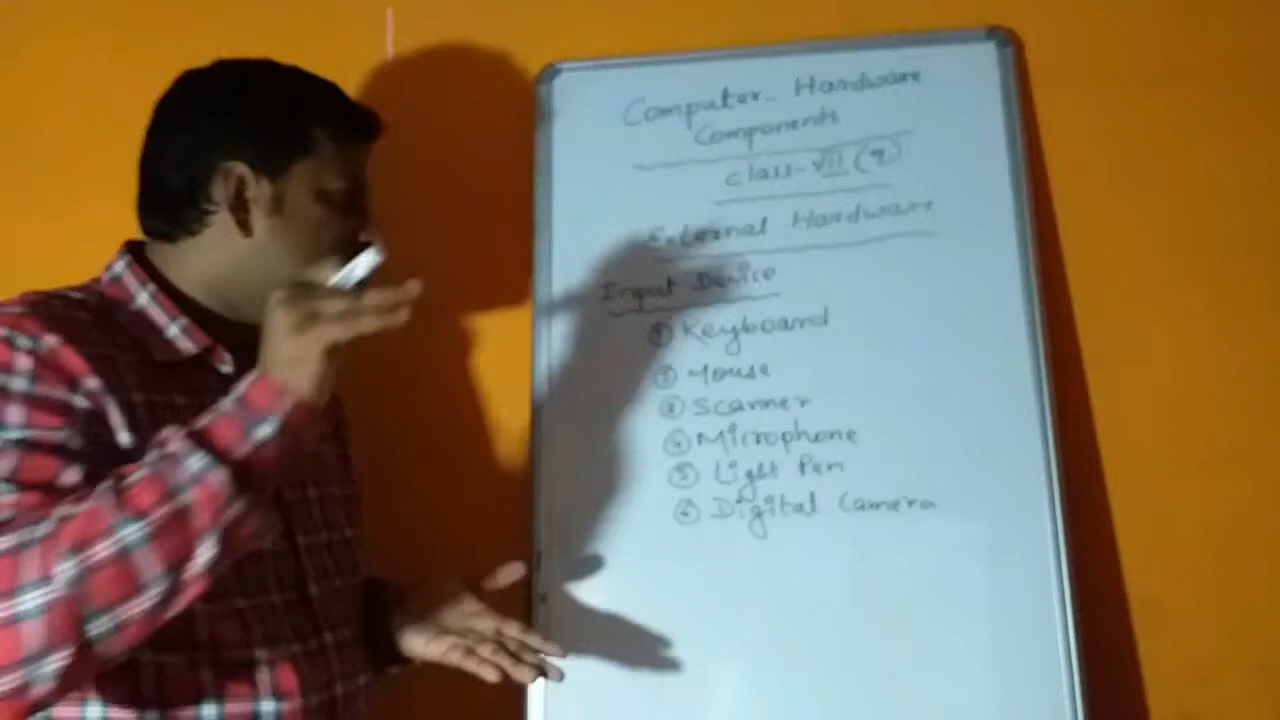 Computer Hardware
Components
class-VII (7)
External Hardware
Input Device
① Keyboard
② Mouse
③ Scanner
④ Microphone
⑤ Light Pen
⑥ Digital Camera